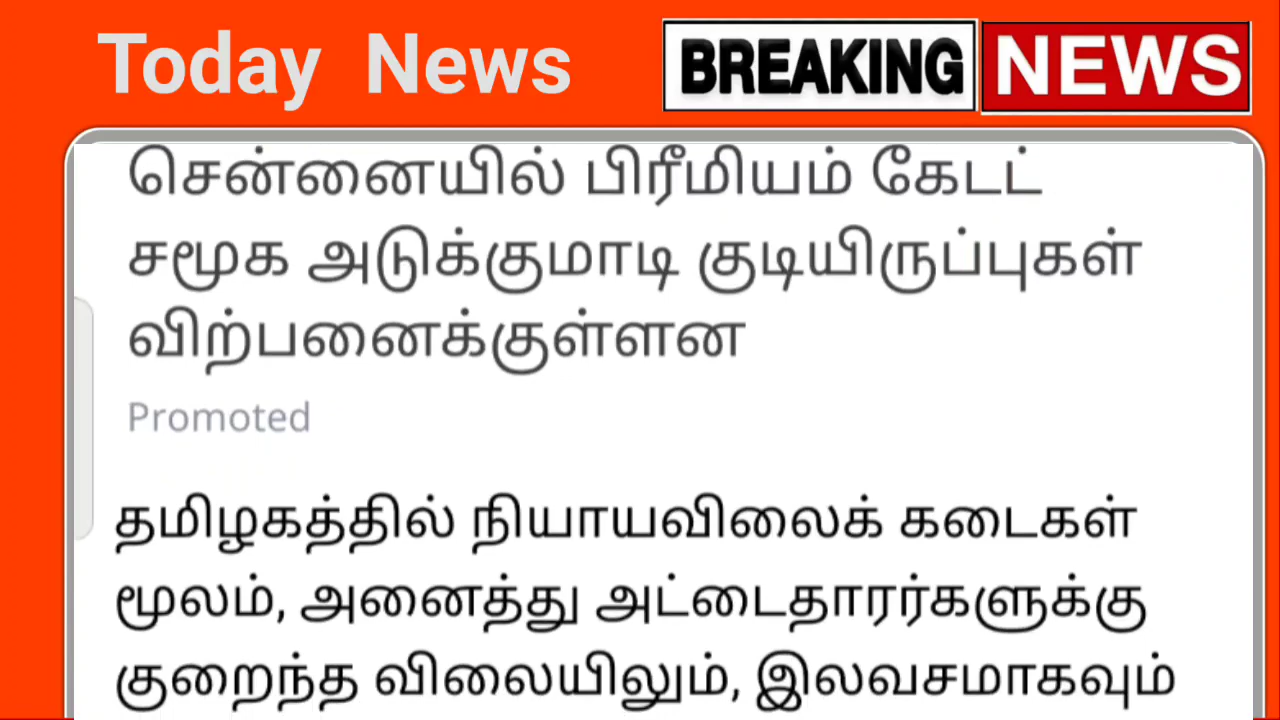 Today News
BREAKING NEWS
சென்னையில் பிரீமியம் கேடட்
சமூக அடுக்குமாடி குடியிருப்புகள்
விற்பனைக்குள்ளன
Promoted
தமிழகத்தில் நியாயவிலைக் கடைகள்
மூலம், அனைத்து அட்டைதாரர்களுக்கு
குறைந்த விலையிலும், இலவசமாகவும்